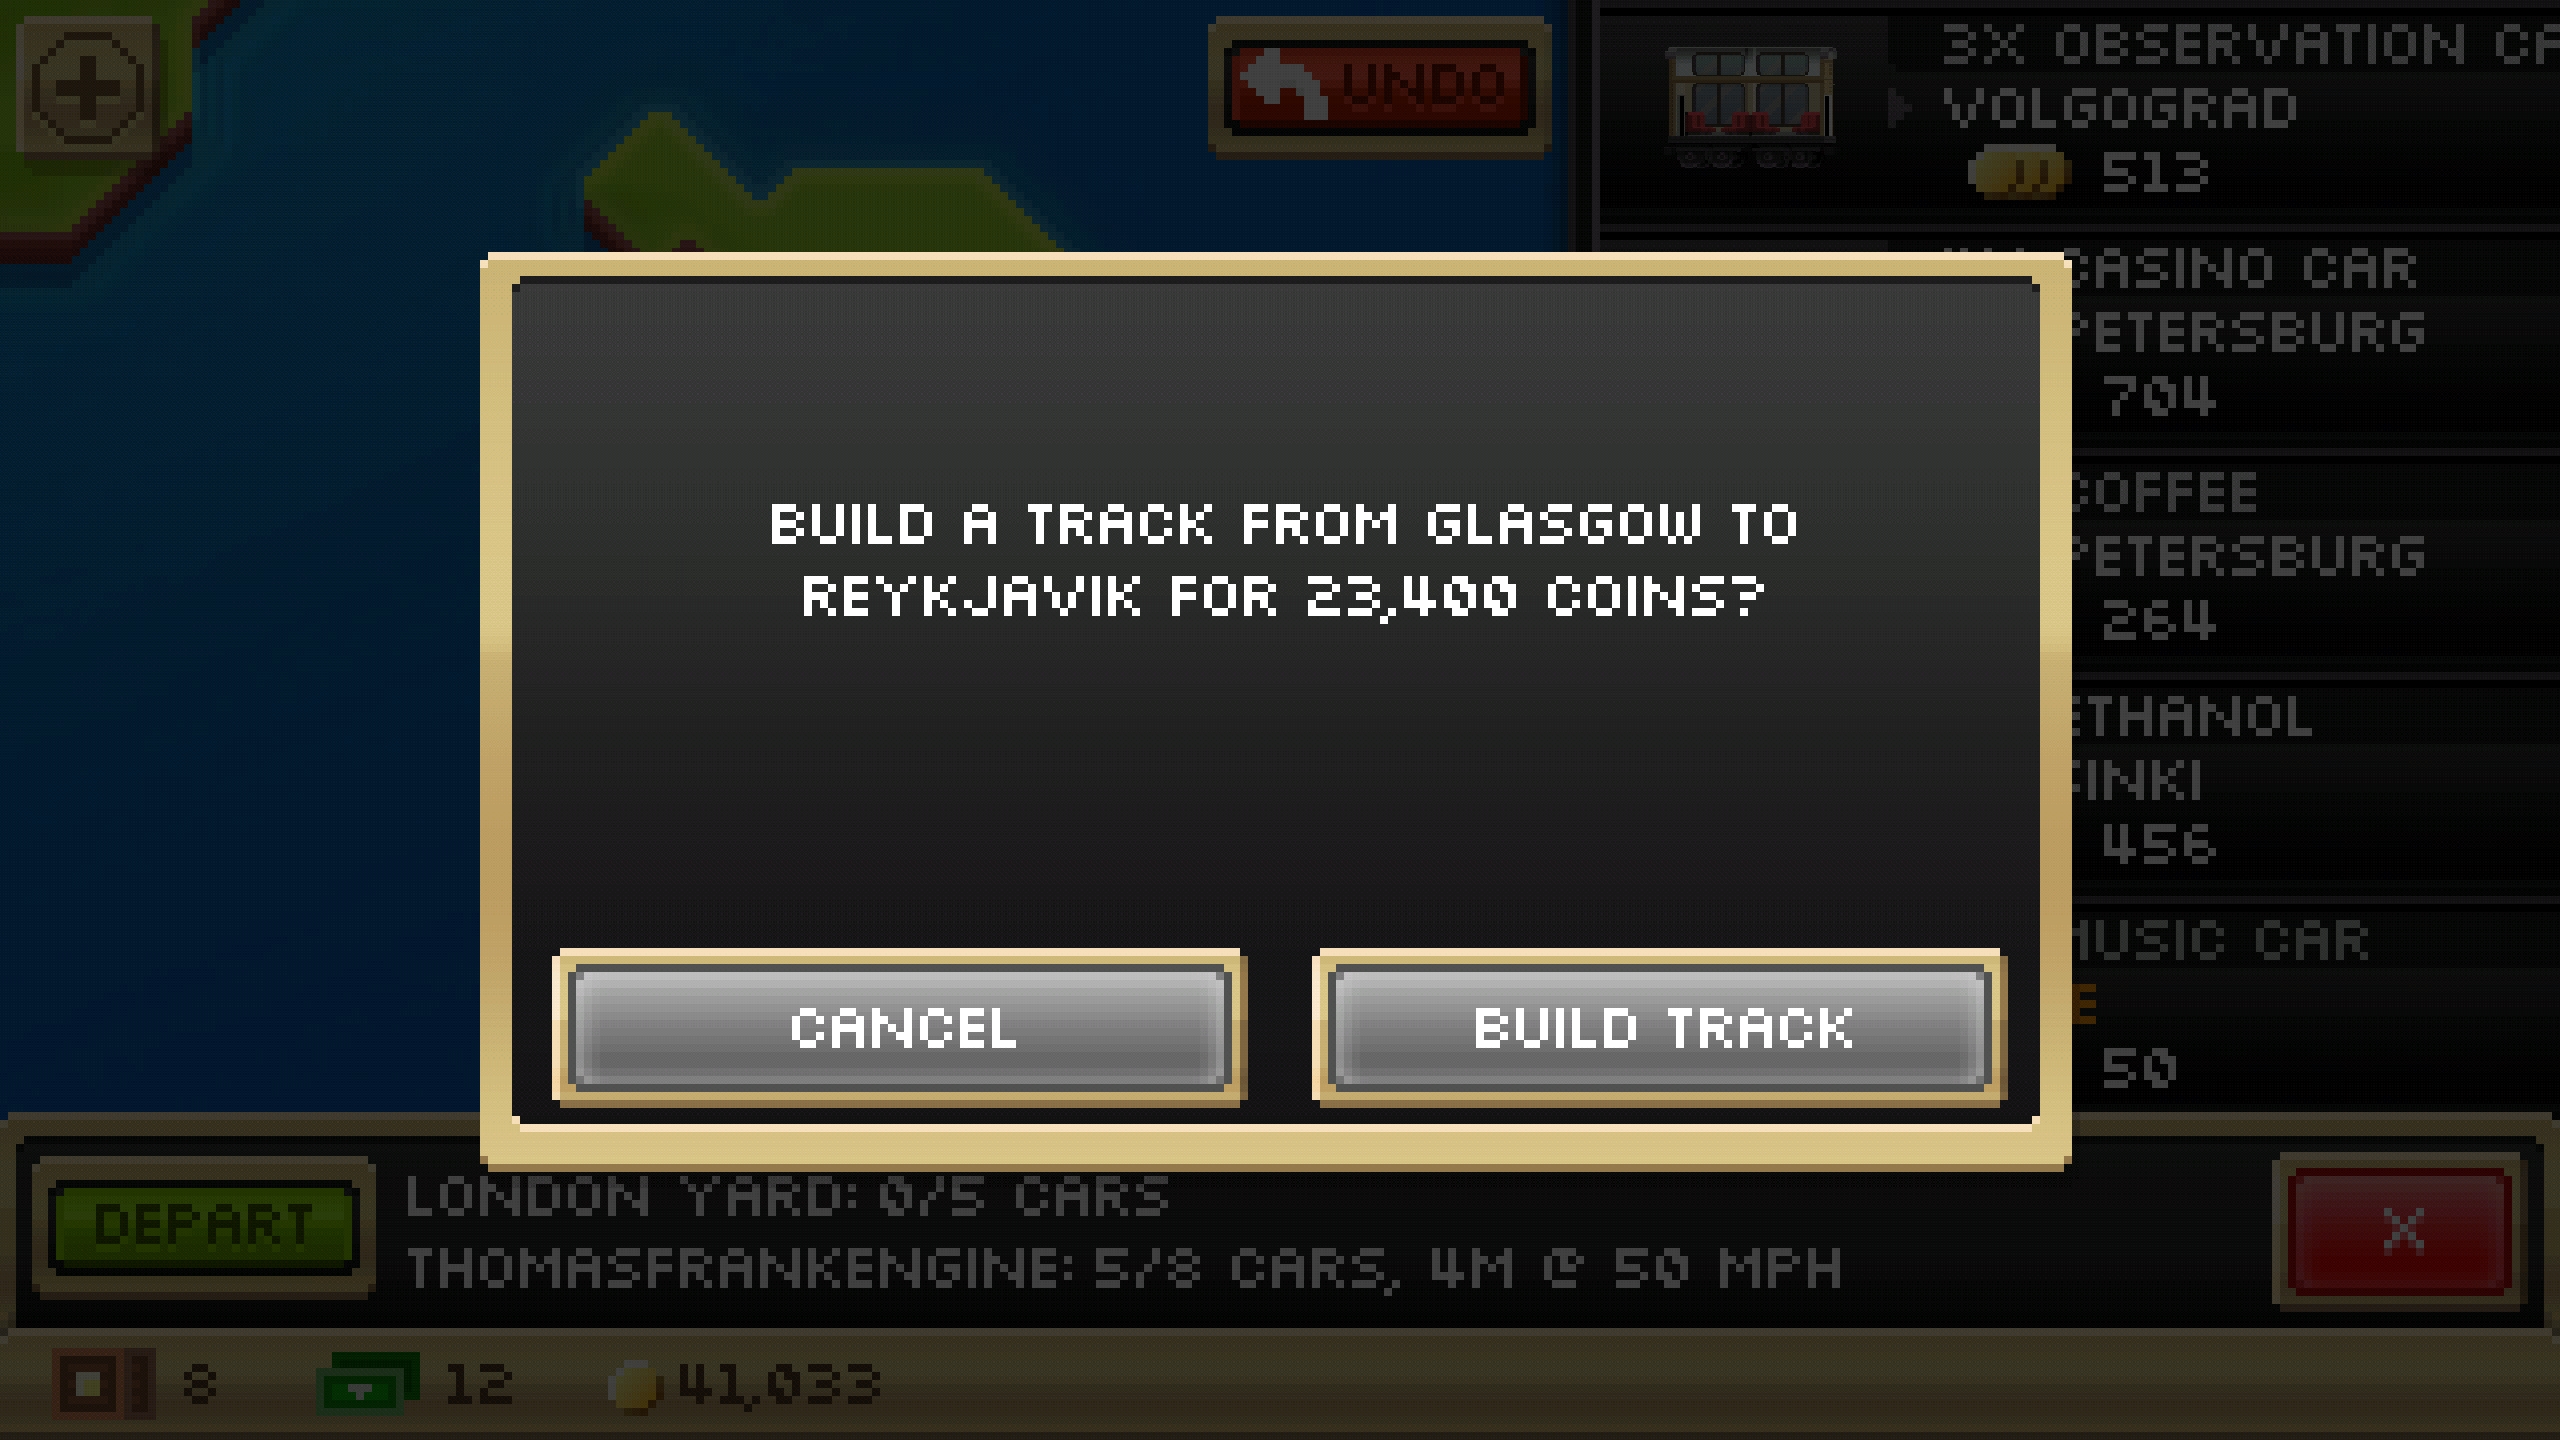 UNDO
3X OBSERVATION
VOLGOGRAD
513
CASINO CAR
PETERSBURG
704
COFFEE
PETERSBURG
264
ETHANOL
456
MUSIC CAR
50
BUILD A TRACK FROM GLASGOW TO
REYKJAVIK FOR 23,400 COINS?
CANCEL
BUILD TRACK
DEPART
LONDON YARD: 0/5 CARS
THOMASFRANKENGINE: 5/8 CARS, 4M @ 50 MPH
X
8
12
41,033